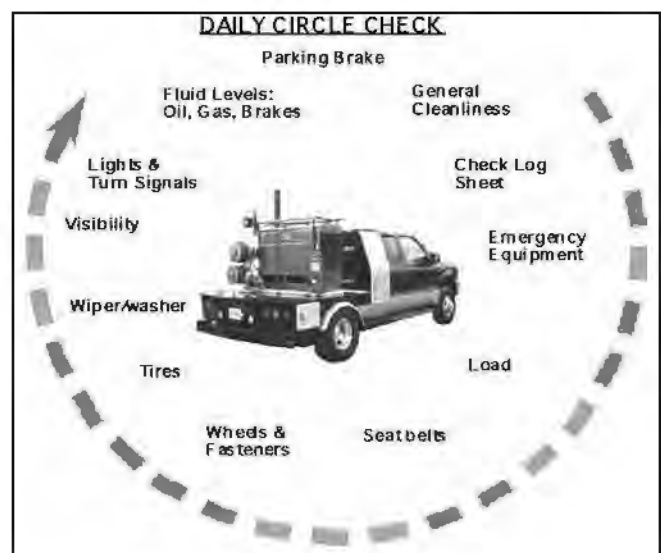 DAILY CIRCLE CHECK
Parking Brake
Fluid Levels:
Oil, Gas, Brakes
General
Cleanliness
Lights &
Turn Signals
Check Log
Sheet
Visibility
Emergency
Equipment
Wiper/washer
Tires
Load
Wheels &
Fasteners
Seatbelts